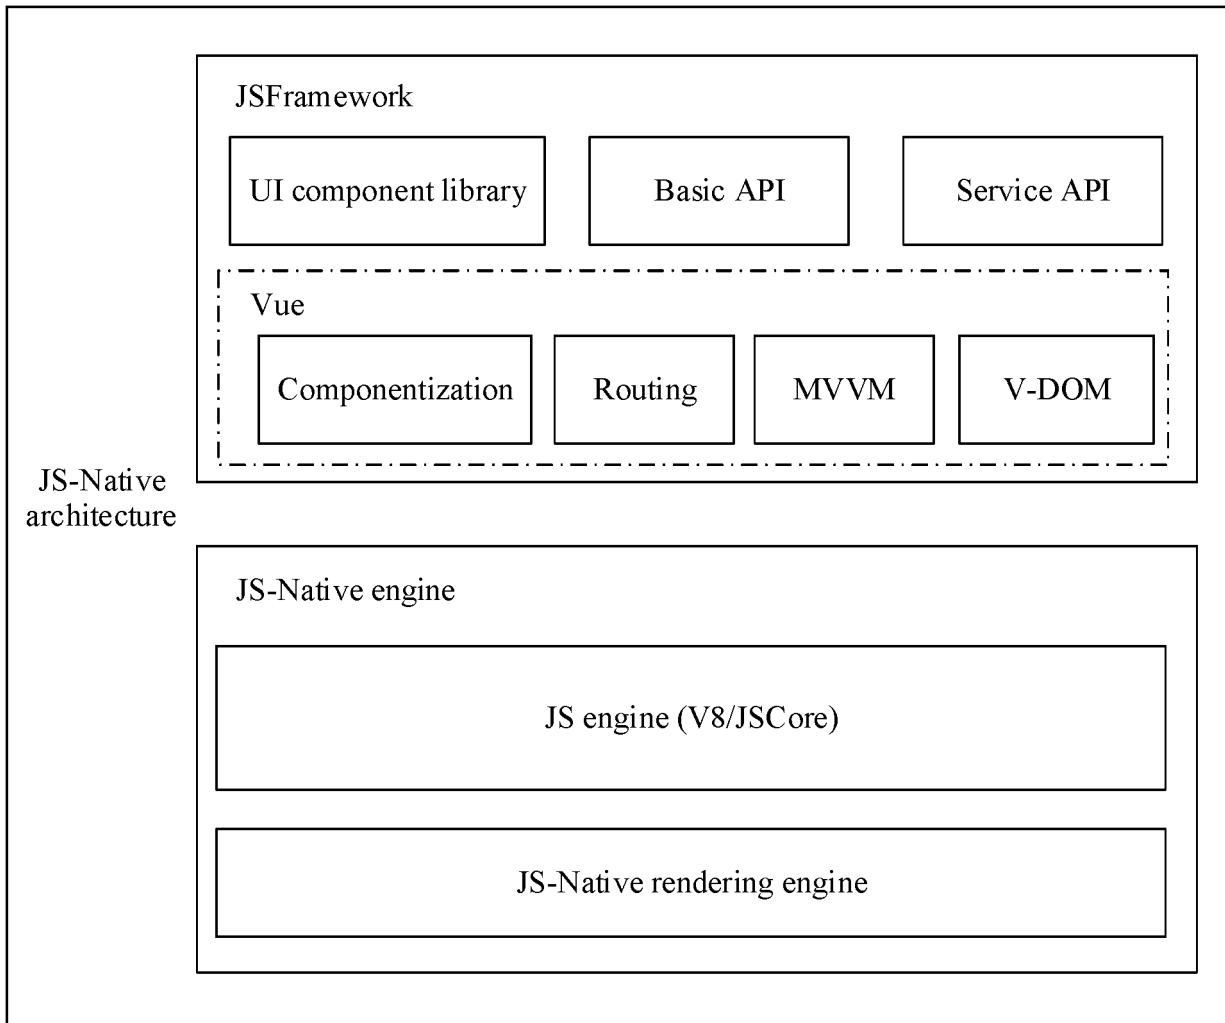 JSFramework
UI component library
Basic API
Service API
Vue
Componentization
Routing
MVVM
V-DOM
JS-Native
architecture
JS-Native engine
JS engine (V8/JSCore)
JS-Native rendering engine